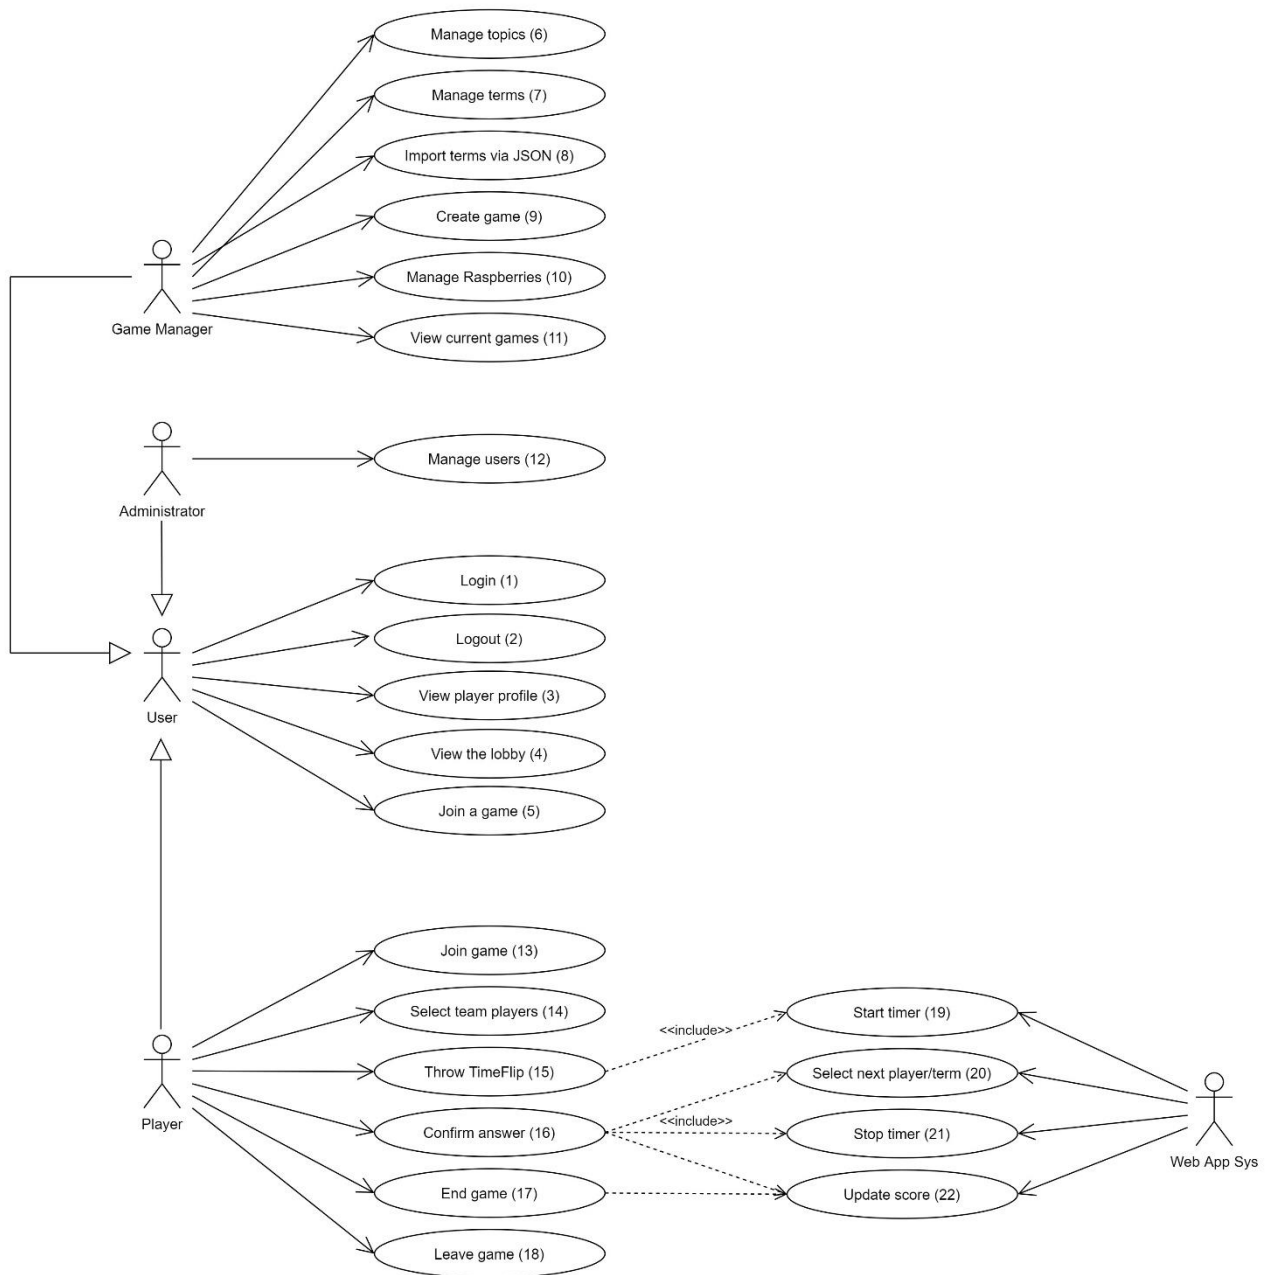 Manage topics (6)
Manage terms (7)
Import terms via JSON (8)
Create game (9)
Manage Raspberries (10)
Game Manager
View current games (11)
Manage users (12)
Administrator
Login (1)
Logout (2)
View player profile (3)
User
View the lobby (4)
Join a game (5)
Join game (13)
Select team players (14)
Start timer (19)
<<include>>
Throw TimeFlip (15)
Select next player/term (20)
Player
<<include>>
Confirm answer (16)
Stop timer (21)
Web App Sys
End game (17)
Update score (22)
Leave game (18)